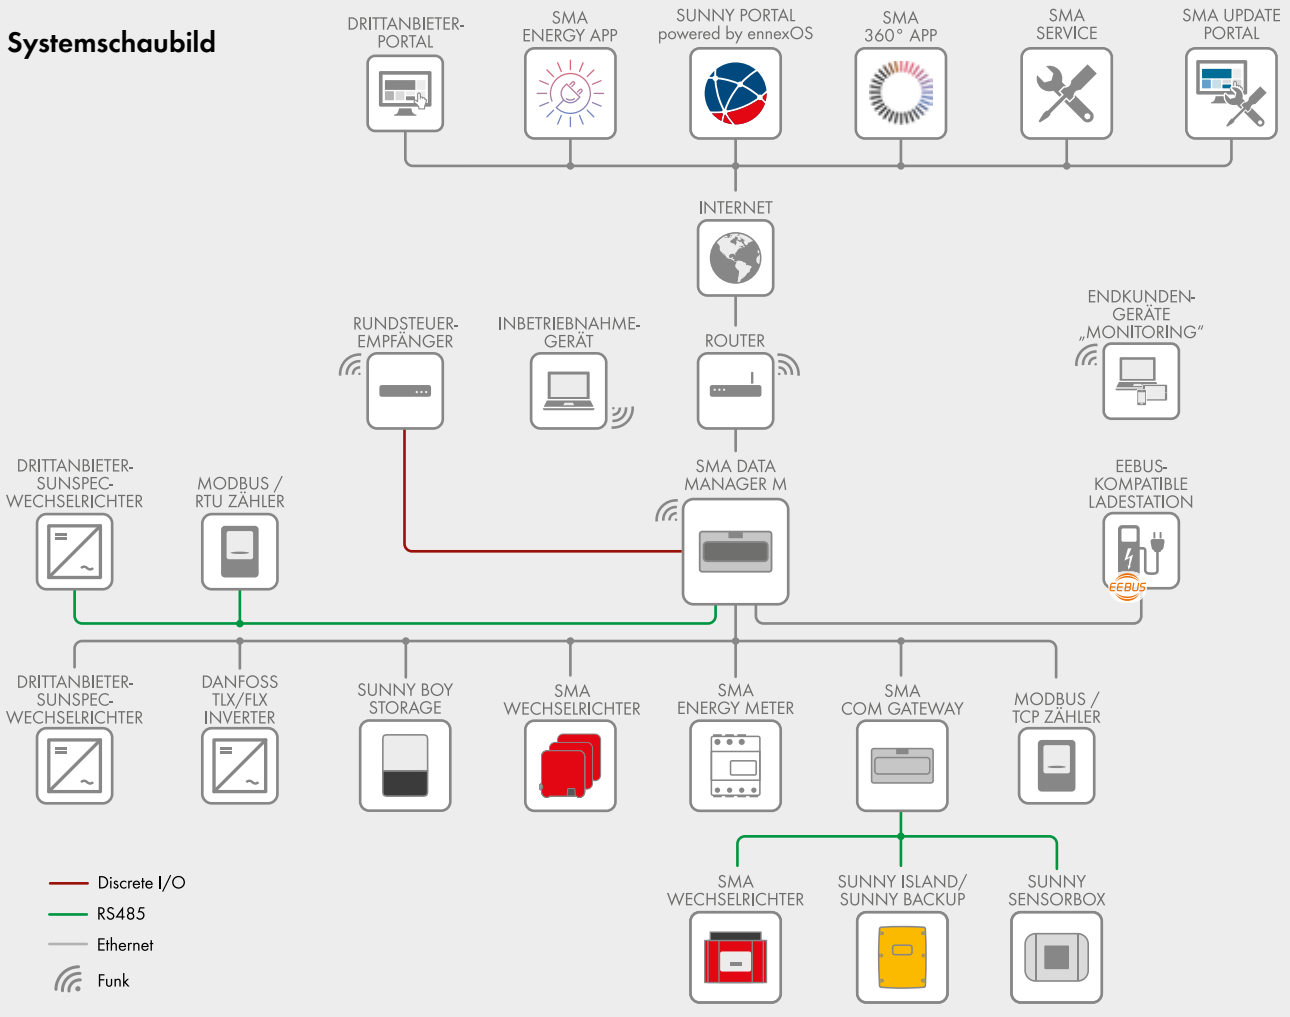 Systemschaubild
DRITTANBIETER-
PORTAL
SMA
ENERGY APP
SUNNY PORTAL
powered by ennexOS
SMA
360° APP
SMA
SERVICE
SMA UPDATE
PORTAL
INTERNET
RUNDSTEUER-
EMPFÄNGER
INBETRIEBNAHME-
GERÄT
ROUTER
ENDKUNDEN-
GERÄTE
„MONITORING“
DRITTANBIETER-
SUNSPEC-
WECHSELRICHTER
MODBUS /
RTU ZÄHLER
SMA DATA
MANAGER M
EEBUS-
KOMPATIBLE
LADESTATION
EEBUS
DRITTANBIETER-
SUNSPEC-
WECHSELRICHTER
DANFOSS
TLX/FLX
INVERTER
SUNNY BOY
STORAGE
SMA
WECHSELRICHTER
SMA
ENERGY METER
SMA
COM GATEWAY
MODBUS /
TCP ZÄHLER
SMA
WECHSELRICHTER
SUNNY ISLAND/
SUNNY BACKUP
SUNNY
SENSORBOX
Discrete I/O
RS485
Ethernet
Funk